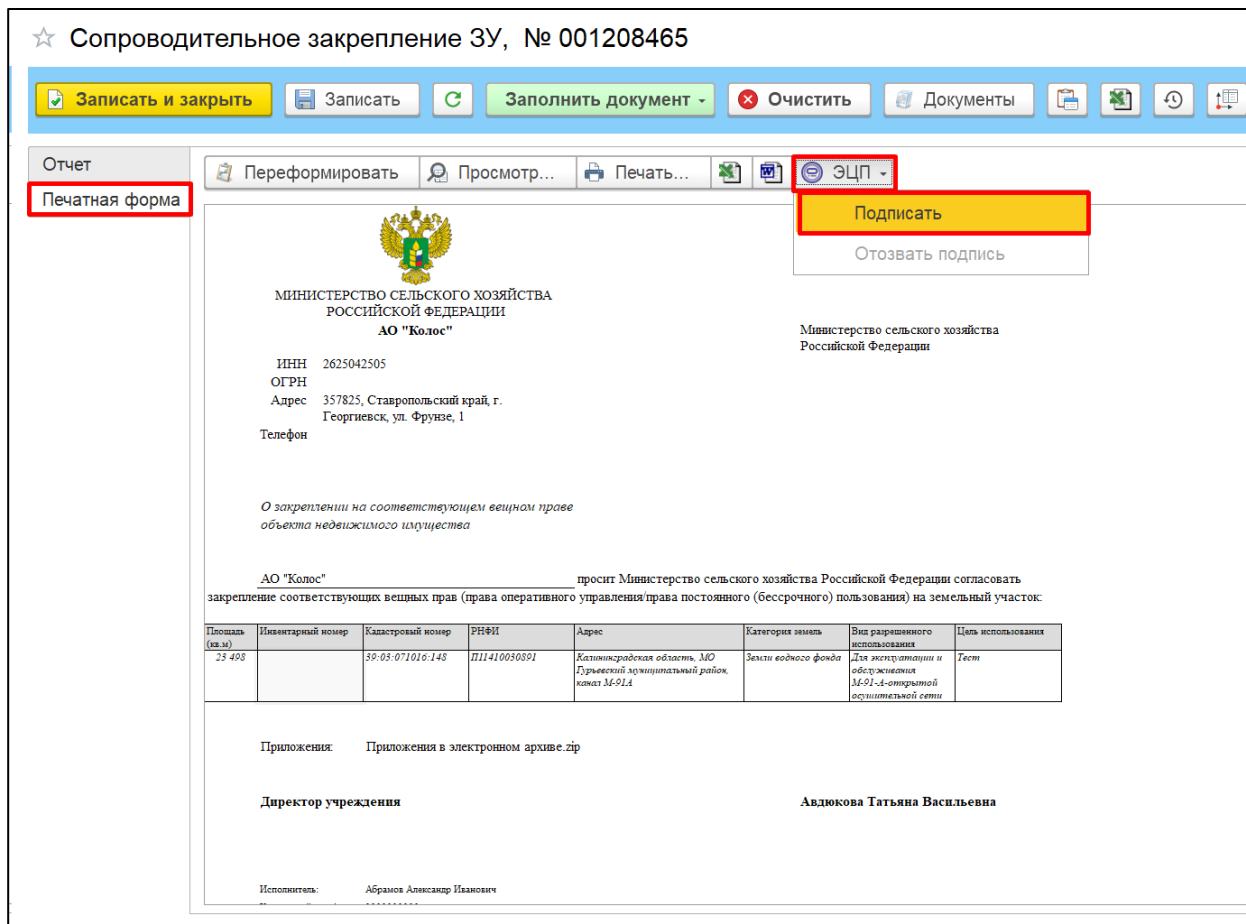 Сопроводительное закрепление ЗУ, № 001208465
Записать и закрыть
Записать
Заполнить документ
Очистить
Документы
Отчет
Печатная форма
Переформировать
Просмотр...
Печать...
ЭЦП
Подписать
Отозвать подпись
МИНИСТЕРСТВО СЕЛЬСКОГО ХОЗЯЙСТВА
РОССИЙСКОЙ ФЕДЕРАЦИИ
АО "Колос"
Министерство сельского хозяйства
Российской Федерации
ИНН 2625042505
ОГРН
Адрес 357825, Ставропольский край, г.
Георгиевск, ул. Фрунзе, 1
Телефон
О закреплении на соответствующем вещном праве
объекта недвижимого имущества
АО "Колос" просит Министерство сельского хозяйства Российской Федерации согласовать
закрепление соответствующих вещных прав (права оперативного управления/права постоянного (бессрочного) пользования) на земельный участок:
Площадь (кв.м)
Инвентарный номер
Кадастровый номер
РНФИ
Адрес
Категория земель
Вид разрешенного
использования
Цель использования
23 498
39:03:071016:148
П11410030891
Калининградская область, МО
Гурьевский муниципальный район,
канал М-91А
Земли водного фонда
Для эксплуатации и
обслуживания
М-91-А-открытой
осушительной сети
Тест
Приложения: Приложения в электронном архиве.zip
Директор учреждения Авдюкова Татьяна Васильевна
Исполнитель: Абрамов Александр Иванович